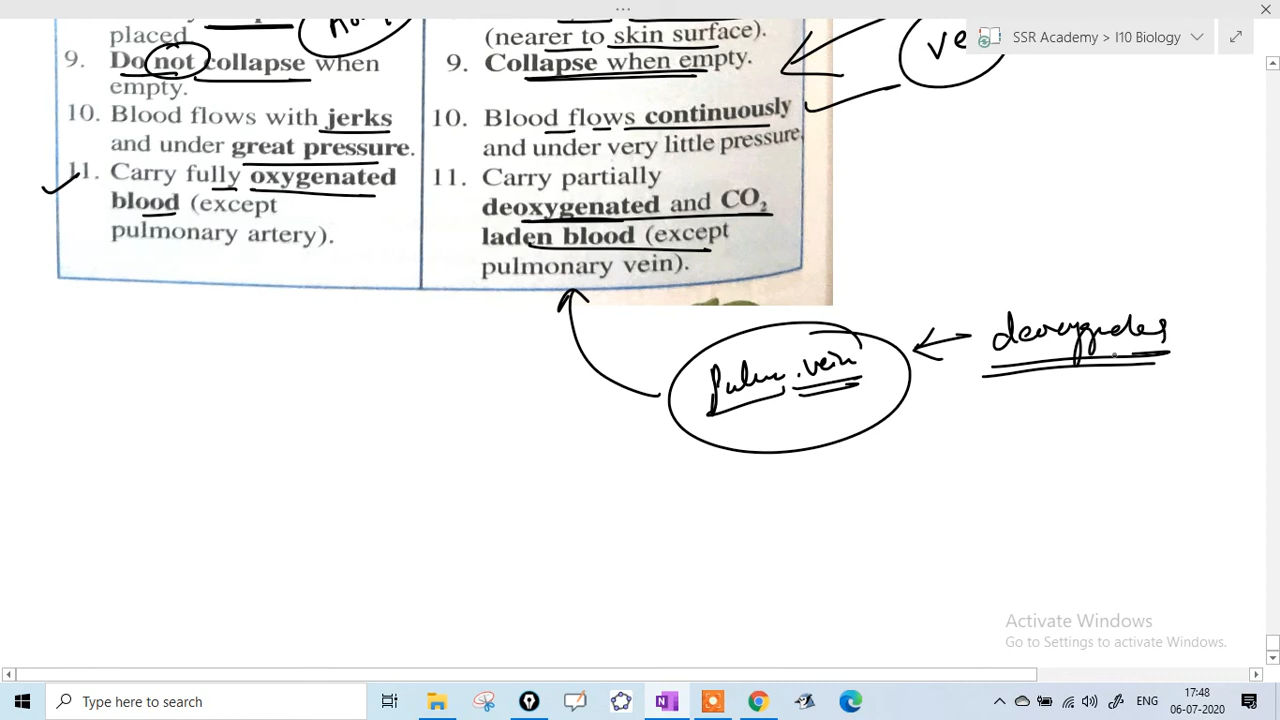 SSR Academy > I10 Biology
ve
placed
9. Do not collapse when
empty.
10. Blood flows with jerks
and under great pressure.
11. Carry fully oxygenated
blood (except
pulmonary artery).
(nearer to skin surface).
9. Collapse when empty.
10. Blood flows continuously
and under very little pressure.
11. Carry partially
deoxygenated and CO₂
laden blood (except
pulmonary vein).
Pulm. vein
Activate Windows
Go to Settings to activate Windows.
Type here to search
ENG
17:48
06-07-2020